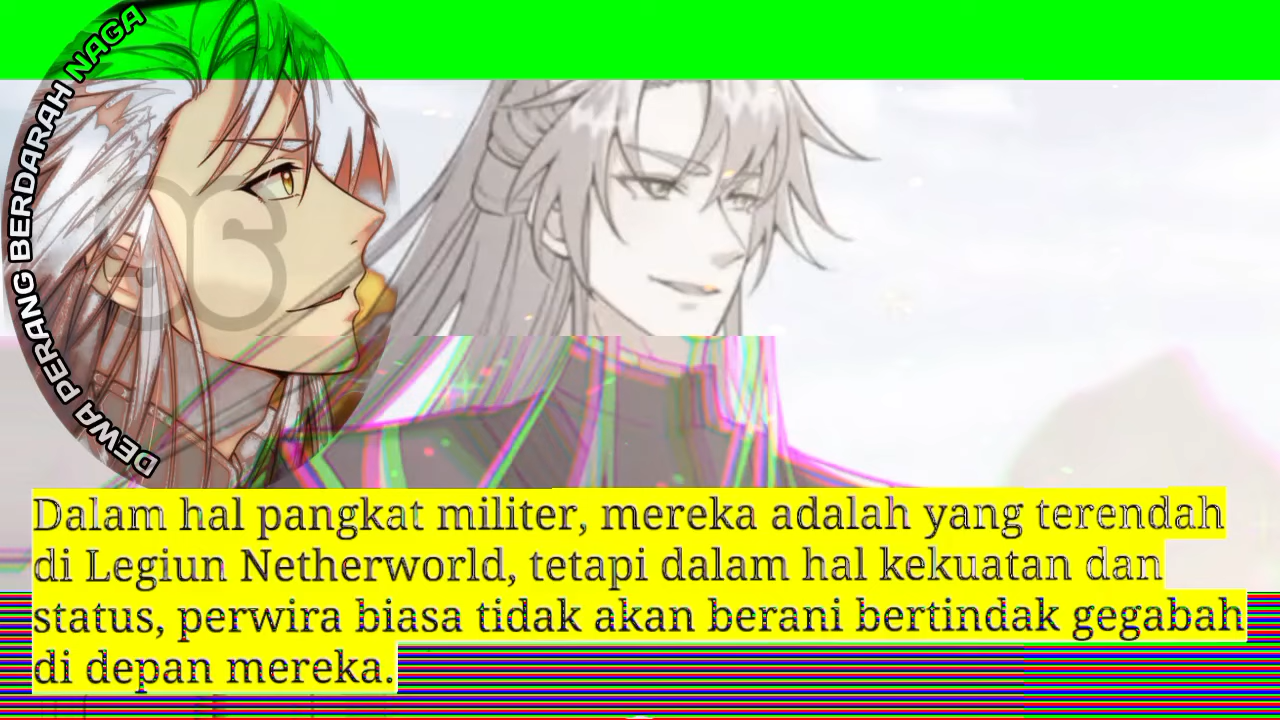 DEWA PERANG BERDARAH NAGA
Dalam hal pangkat militer, mereka adalah yang terendah
di Legiun Netherworld, tetapi dalam hal kekuatan dan
status, perwira biasa tidak akan berani bertindak gegabah
di depan mereka.